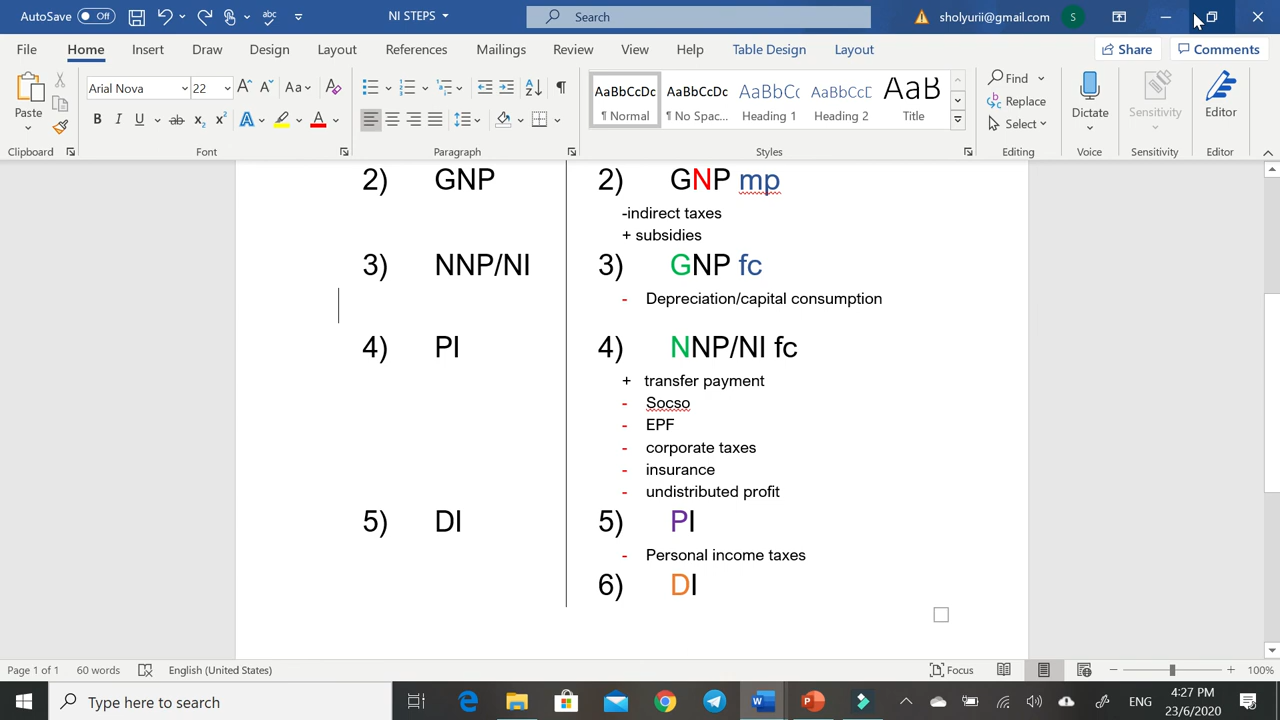 AutoSave Off abc NI STEPS Search sholyurii@gmail.com S
File Home Insert Draw Design Layout References Mailings Review View Help Table Design Layout Share Comments
Paste
Arial Nova 22 A A Aa A
B I U ab x₂ x² A A
¶
AaBbCcDc AaBbCcDc AaBbCc AaBbCcD AaB
¶ Normal ¶ No Spac... Heading 1 Heading 2 Title
Find
Replace
Select
Dictate Sensitivity Editor
Clipboard Font Paragraph Styles Editing Voice Sensitivity Editor
2) GNP
3) NNP/NI
4) PI
5) DI
2) GNP mp
-indirect taxes
+ subsidies
3) GNP fc
- Depreciation/capital consumption
4) NNP/NI fc
+ transfer payment
- Socso
- EPF
- corporate taxes
- insurance
- undistributed profit
5) PI
- Personal income taxes
6) DI
Page 1 of 1 60 words English (United States) Focus 100%
Type here to search ENG 4:27 PM
23/6/2020